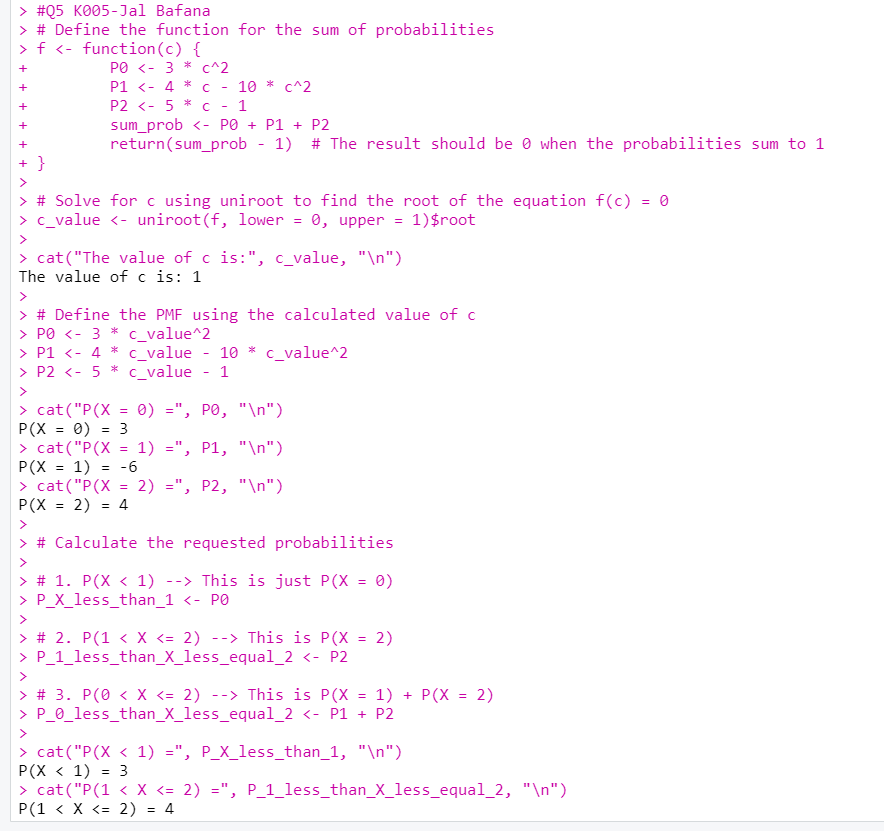 > #Q5 K005-Jal Bafana
> # Define the function for the sum of probabilities
> f <- function(c) {
+         P0 <- 3 * c^2
+         P1 <- 4 * c - 10 * c^2
+         P2 <- 5 * c - 1
+         sum_prob <- P0 + P1 + P2
+         return(sum_prob - 1)  # The result should be 0 when the probabilities sum to 1
+ }
>
> # Solve for c using uniroot to find the root of the equation f(c) = 0
> c_value <- uniroot(f, lower = 0, upper = 1)$root
>
> cat("The value of c is:", c_value, "\n")
The value of c is: 1
>
> # Define the PMF using the calculated value of c
> P0 <- 3 * c_value^2
> P1 <- 4 * c_value - 10 * c_value^2
> P2 <- 5 * c_value - 1
>
> cat("P(X = 0) =", P0, "\n")
P(X = 0) = 3
> cat("P(X = 1) =", P1, "\n")
P(X = 1) = -6
> cat("P(X = 2) =", P2, "\n")
P(X = 2) = 4
>
> # Calculate the requested probabilities
>
> # 1. P(X < 1) --> This is just P(X = 0)
> P_X_less_than_1 <- P0
>
> # 2. P(1 < X <= 2) --> This is P(X = 2)
> P_1_less_than_X_less_equal_2 <- P2
>
> # 3. P(0 < X <= 2) --> This is P(X = 1) + P(X = 2)
> P_0_less_than_X_less_equal_2 <- P1 + P2
>
> cat("P(X < 1) =", P_X_less_than_1, "\n")
P(X < 1) = 3
> cat("P(1 < X <= 2) =", P_1_less_than_X_less_equal_2, "\n")
P(1 < X <= 2) = 4